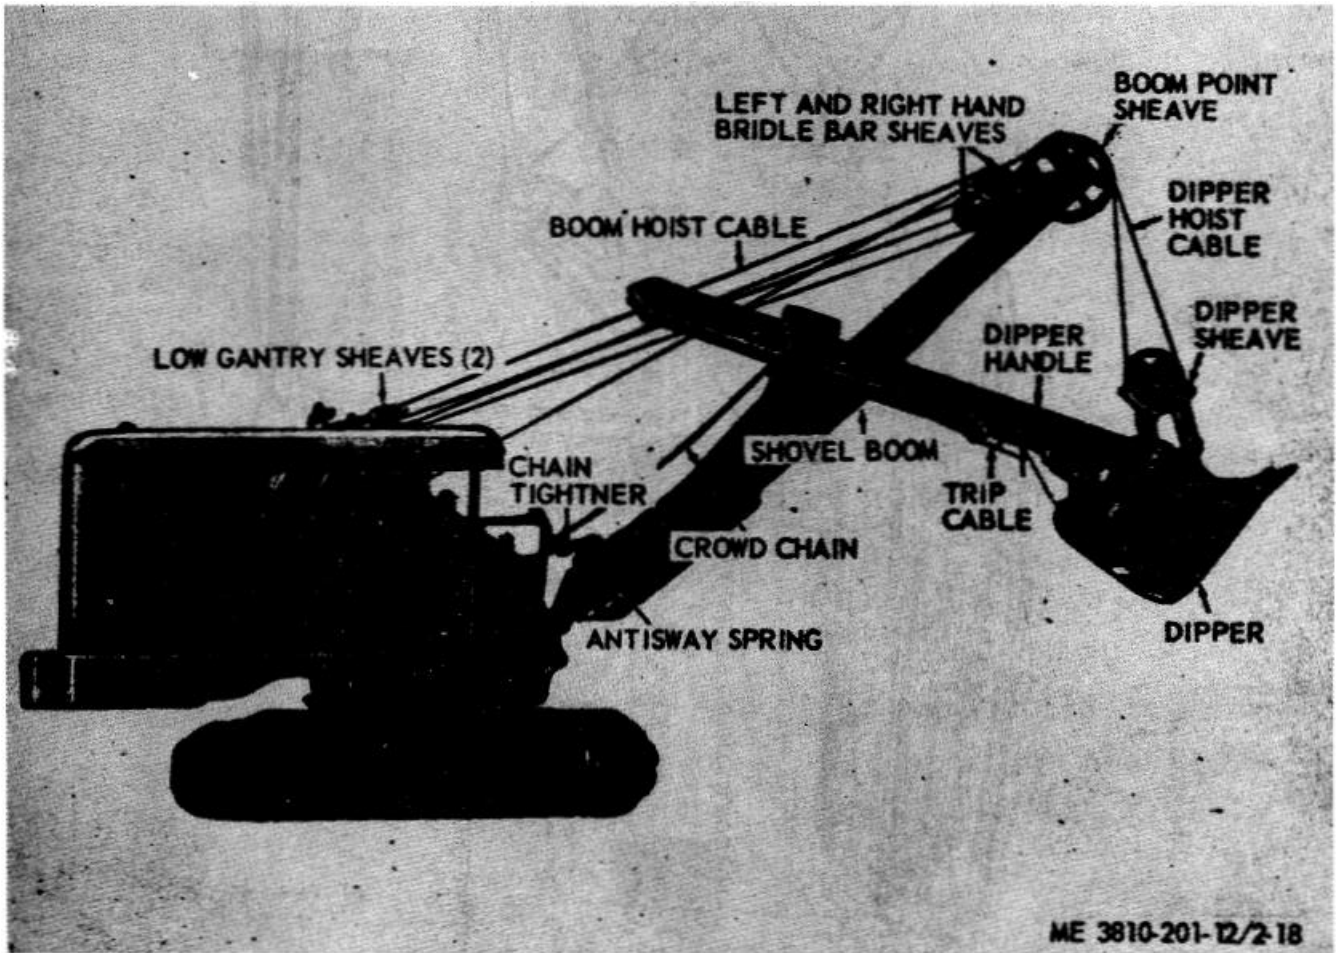 BOOM POINT
SHEAVE
LEFT AND RIGHT HAND
BRIDLE BAR SHEAVES
DIPPER
HOIST
CABLE
BOOM HOIST CABLE
DIPPER
SHEAVE
DIPPER
HANDLE
LOW GANTRY SHEAVES (2)
SHOVEL BOOM
CHAIN
TIGHTNER
TRIP
CABLE
CROWD CHAIN
ANTISWAY SPRING
DIPPER
ME 3810-201-12/2-18